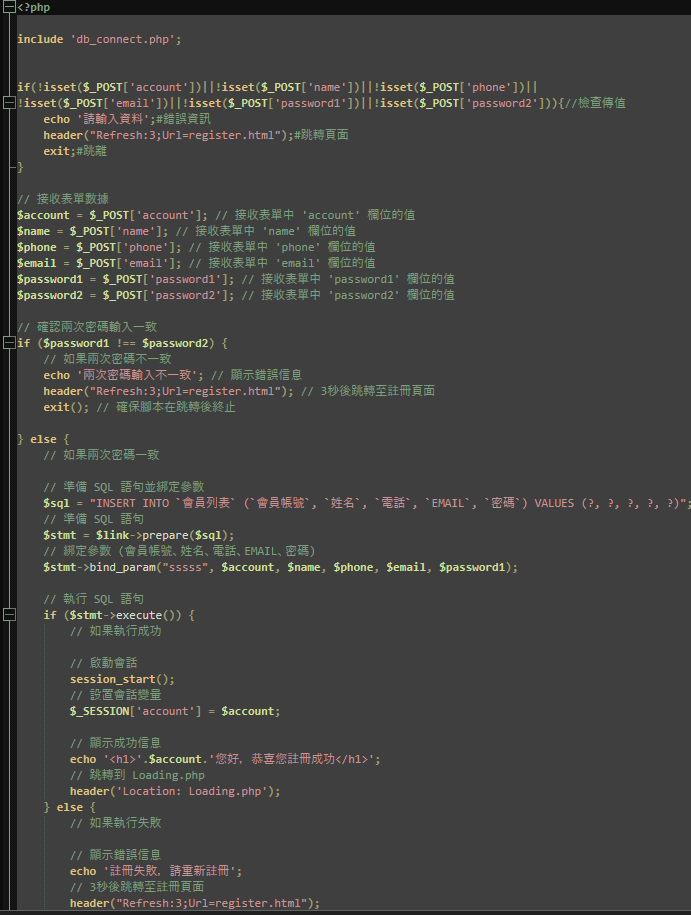 <?php
include 'db_connect.php';
if(!isset($_POST['account'])||!isset($_POST['name'])||!isset($_POST['phone'])||
!isset($_POST['email'])||!isset($_POST['password1'])||!isset($_POST['password2'])){//檢查傳值
echo '請輸入資料';#錯誤資訊
header("Refresh:3;Url=register.html");#跳轉頁面
exit;#跳離
}
// 接收表單數據
$account = $_POST['account']; // 接收表單中 'account' 欄位的值
$name = $_POST['name']; // 接收表單中 'name' 欄位的值
$phone = $_POST['phone']; // 接收表單中 'phone' 欄位的值
$email = $_POST['email']; // 接收表單中 'email' 欄位的值
$password1 = $_POST['password1']; // 接收表單中 'password1' 欄位的值
$password2 = $_POST['password2']; // 接收表單中 'password2' 欄位的值
// 確認兩次密碼輸入一致
if ($password1 !== $password2) {
// 如果兩次密碼不一致
echo '兩次密碼輸入不一致'; // 顯示錯誤信息
header("Refresh:3;Url=register.html"); // 3秒後跳轉至註冊頁面
exit(); // 確保腳本在跳轉後終止
} else {
// 如果兩次密碼一致
// 準備 SQL 語句並綁定參數
$sql = "INSERT INTO `會員列表` (`會員帳號`, `姓名`, `電話`, `EMAIL`, `密碼`) VALUES (?, ?, ?, ?, ?)";
// 準備 SQL 語句
$stmt = $link->prepare($sql);
// 綁定參數 (會員帳號、姓名、電話、EMAIL、密碼)
$stmt->bind_param("sssss", $account, $name, $phone, $email, $password1);
// 執行 SQL 語句
if ($stmt->execute()) {
// 如果執行成功
// 啟動會話
session_start();
// 設置會話變量
$_SESSION['account'] = $account;
// 顯示成功信息
echo '<h1>'.$account.'您好, 恭喜您註冊成功</h1>';
// 跳轉到 Loading.php
header('Location: Loading.php');
} else {
// 如果執行失敗
// 顯示錯誤信息
echo '註冊失敗, 請重新註冊';
// 3秒後跳轉至註冊頁面
header("Refresh:3;Url=register.html");